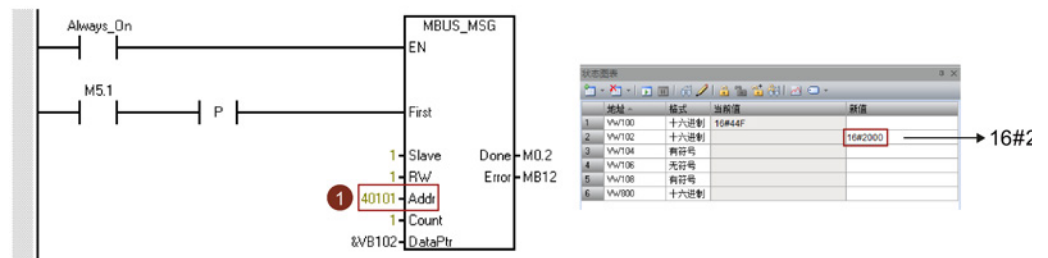 Always_On
MBUS_MSG
EN
M5.1
P
First
1 Slave Done M0.2
1 RW Error MB12
1 40101 Addr
1 Count
&VB102 DataPtr
状态图表
地址 格式 当前值 新值
1 VW100 十六进制 16#44F
2 VW102 十六进制 16#2000
3 VW104 有符号
4 VW106 无符号
5 VW108 有符号
6 VW800 十六进制
16#2